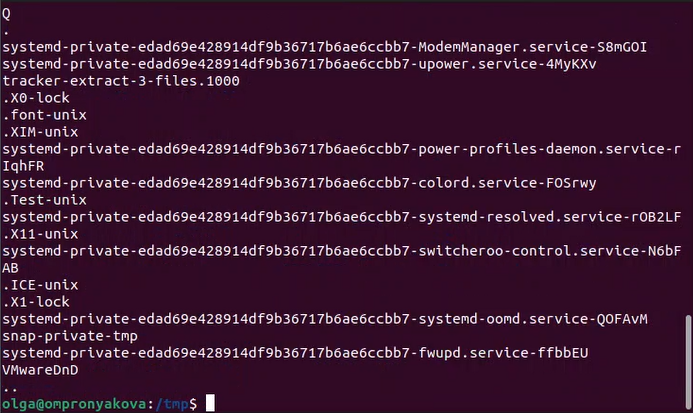 Q
.
systemd-private-edad69e428914df9b36717b6ae6ccbb7-ModemManager.service-S8mGOI
systemd-private-edad69e428914df9b36717b6ae6ccbb7-upower.service-4MyKXv
tracker-extract-3-files.1000
.X0-lock
.font-unix
.XIM-unix
systemd-private-edad69e428914df9b36717b6ae6ccbb7-power-profiles-daemon.service-r
IqhFR
systemd-private-edad69e428914df9b36717b6ae6ccbb7-colord.service-FOSrwy
.Test-unix
systemd-private-edad69e428914df9b36717b6ae6ccbb7-systemd-resolved.service-rOB2LF
.X11-unix
systemd-private-edad69e428914df9b36717b6ae6ccbb7-switcheroo-control.service-N6bF
AB
.ICE-unix
.X1-lock
systemd-private-edad69e428914df9b36717b6ae6ccbb7-systemd-oomd.service-QOFAvM
snap-private-tmp
systemd-private-edad69e428914df9b36717b6ae6ccbb7-fwupd.service-ffbbEU
VMwareDnD
..
olga@ompronyakova:/tmp$